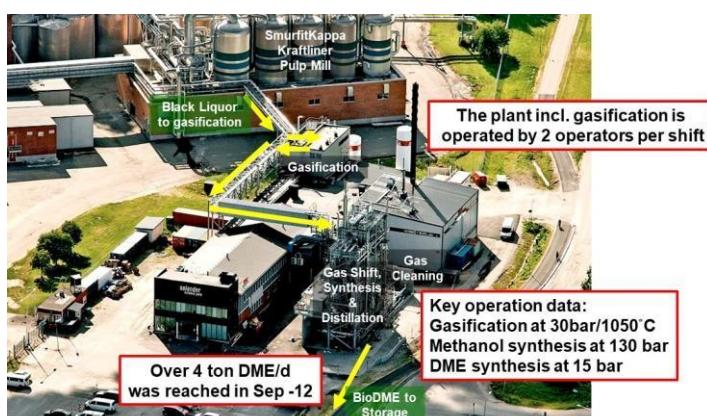 SmurfitKappa
Kraftliner
Pulp Mill
Black Liquor
to gasification
The plant incl. gasification is
operated by 2 operators per shift
Gasification
Gas
Cleaning
Gas Shift,
Synthesis
&
Distillation
Key operation data:
Gasification at 30bar/1050°C
Methanol synthesis at 130 bar
DME synthesis at 15 bar
Over 4 ton DME/d
was reached in Sep -12
BioDME to
Storage